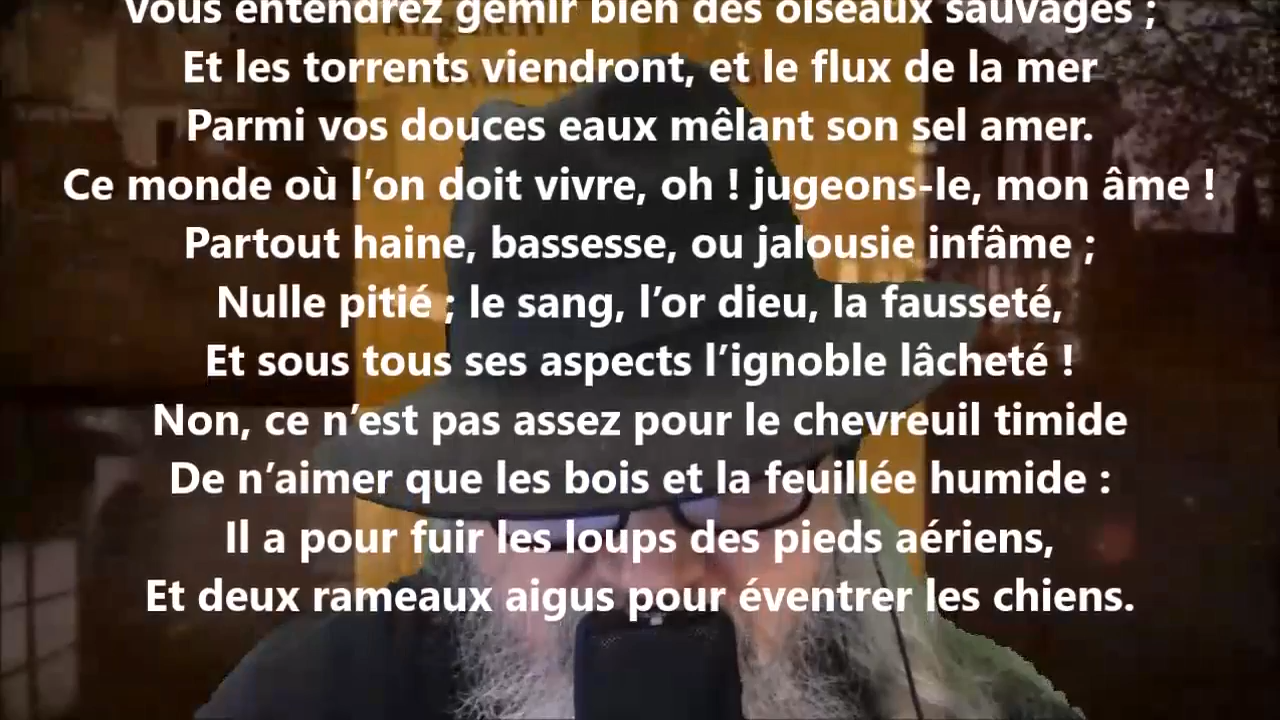 Vous entendrez gémir bien des oiseaux sauvages ;
Et les torrents viendront, et le flux de la mer
Parmi vos douces eaux mêlant son sel amer.
Ce monde où l’on doit vivre, oh ! jugeons-le, mon âme !
Partout haine, bassesse, ou jalousie infâme ;
Nulle pitié ; le sang, l’or dieu, la fausseté,
Et sous tous ses aspects l’ignoble lâcheté !
Non, ce n’est pas assez pour le chevreuil timide
De n’aimer que les bois et la feuillée humide :
Il a pour fuir les loups des pieds aériens,
Et deux rameaux aigus pour éventrer les chiens.